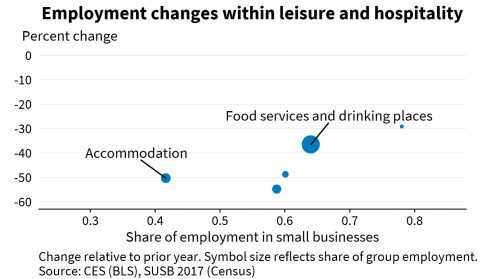 Employment changes within leisure and hospitality
Percent change
0
-10
-20
-30
-40
-50
-60
Food services and drinking places
Accommodation
0.3 0.4 0.5 0.6 0.7 0.8
Share of employment in small businesses
Change relative to prior year. Symbol size reflects share of group employment.
Source: CES (BLS), SUSB 2017 (Census)